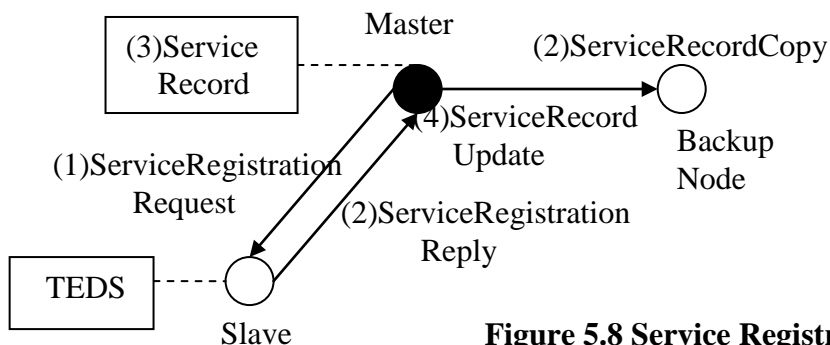 Master
(3)Service
Record
(2)ServiceRecordCopy
(4)ServiceRecord
Update
Backup
Node
(1)ServiceRegistration
Request
(2)ServiceRegistration
Reply
TEDS
Slave
Figure 5.8 Service Registr